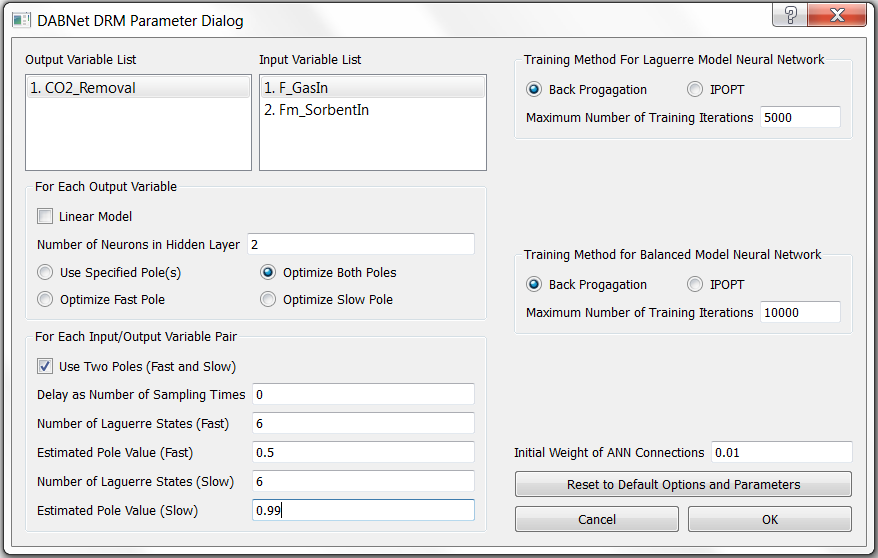 DABNet DRM Parameter Dialog
Output Variable List
1. CO2_Removal
Input Variable List
1. F_GasIn
2. Fm_SorbentIn
For Each Output Variable
Linear Model
Number of Neurons in Hidden Layer 2
Use Specified Pole(s) Optimize Both Poles
Optimize Fast Pole Optimize Slow Pole
For Each Input/Output Variable Pair
Use Two Poles (Fast and Slow)
Delay as Number of Sampling Times 0
Number of Laguerre States (Fast) 6
Estimated Pole Value (Fast) 0.5
Number of Laguerre States (Slow) 6
Estimated Pole Value (Slow) 0.99
Training Method For Laguerre Model Neural Network
Back Progagation IPOPT
Maximum Number of Training Iterations 5000
Training Method for Balanced Model Neural Network
Back Progagation IPOPT
Maximum Number of Training Iterations 10000
Initial Weight of ANN Connections 0.01
Reset to Default Options and Parameters
Cancel OK